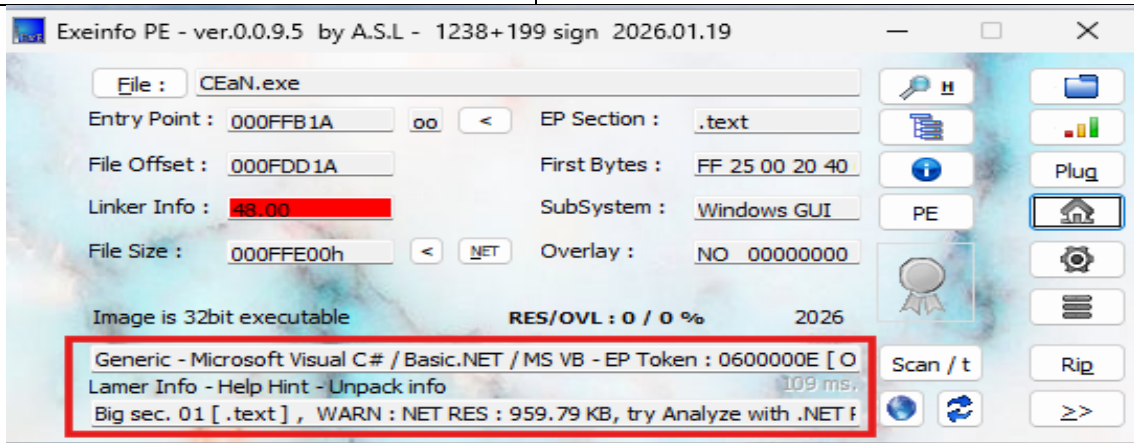 Exeinfo PE - ver.0.0.9.5 by A.S.L - 1238+199 sign 2026.01.19
File : CEaN.exe H
Entry Point : 000FFB1A oo < EP Section : .text
File Offset : 000FDD1A First Bytes : FF 25 00 20 40 Plug
Linker Info : 48.00 SubSystem : Windows GUI PE
File Size : 000FFE00h < NET Overlay : NO 00000000
Image is 32bit executable RES/OVL : 0 / 0 % 2026
Generic - Microsoft Visual C# / Basic.NET / MS VB - EP Token : 0600000E [ O Scan / t Rip
Lamer Info - Help Hint - Unpack info 109 ms.
Big sec. 01 [ .text ] , WARN : NET RES : 959.79 KB, try Analyze with .NET >>